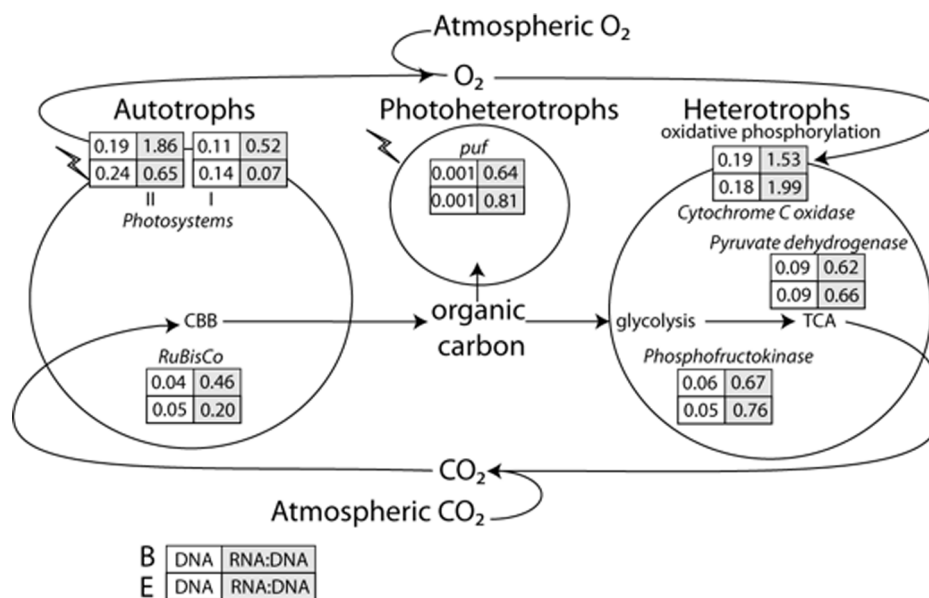 Atmospheric O₂
O₂
Autotrophs
0.19 1.86 0.11 0.52
0.24 0.65 0.14 0.07
II I
Photosystems
Photoheterotrophs
puf
0.001 0.64
0.001 0.81
Heterotrophs
oxidative phosphorylation
0.19 1.53
0.18 1.99
Cytochrome C oxidase
Pyruvate dehydrogenase
0.09 0.62
0.09 0.66
CBB
organic
carbon
glycolysis
TCA
RuBisCo
0.04 0.46
0.05 0.20
Phosphofructokinase
0.06 0.67
0.05 0.76
CO₂
Atmospheric CO₂
B DNA RNA:DNA
E DNA RNA:DNA